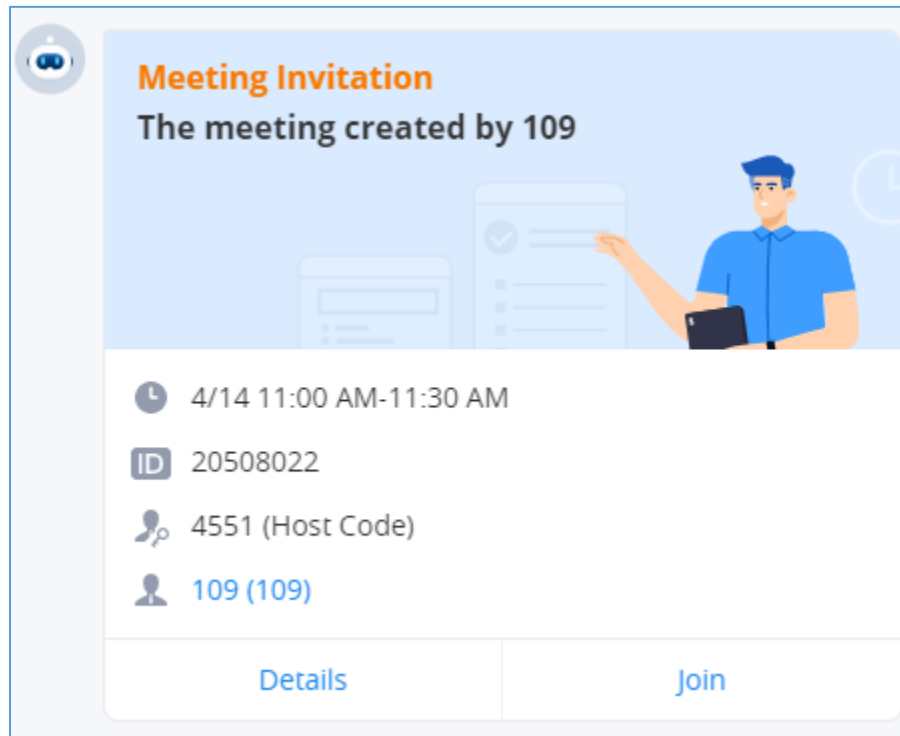 Meeting Invitation
The meeting created by 109
4/14 11:00 AM-11:30 AM
ID 20508022
4551 (Host Code)
109 (109)
Details Join